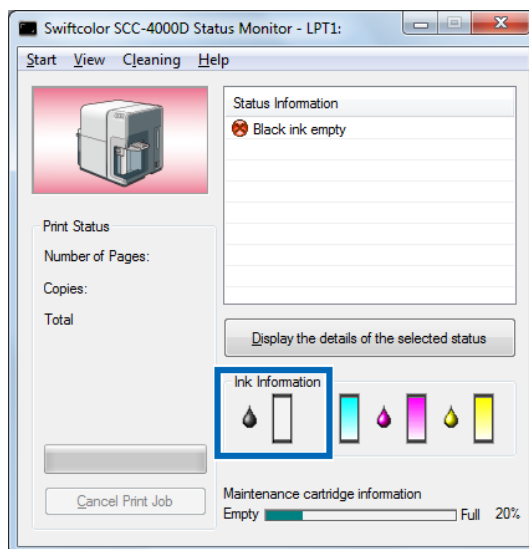 Swiftcolor SCC-4000D Status Monitor - LPT1:
Start View Cleaning Help
Status Information
Black ink empty
Print Status
Number of Pages:
Copies:
Total
Display the details of the selected status
Ink Information
Cancel Print Job
Maintenance cartridge information
Empty Full 20%